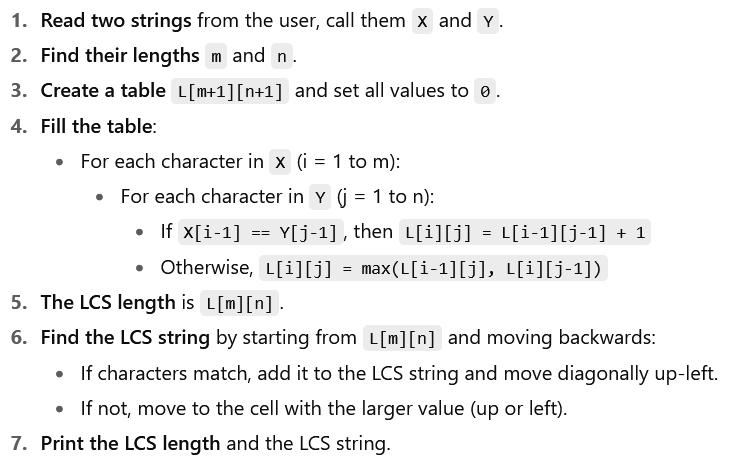 1. Read two strings from the user, call them X and Y.
2. Find their lengths m and n.
3. Create a table L[m+1][n+1] and set all values to 0.
4. Fill the table:
• For each character in X (i = 1 to m):
• For each character in Y (j = 1 to n):
• If X[i-1] == Y[j-1], then L[i][j] = L[i-1][j-1] + 1
• Otherwise, L[i][j] = max(L[i-1][j], L[i][j-1])
5. The LCS length is L[m][n].
6. Find the LCS string by starting from L[m][n] and moving backwards:
• If characters match, add it to the LCS string and move diagonally up-left.
• If not, move to the cell with the larger value (up or left).
7. Print the LCS length and the LCS string.